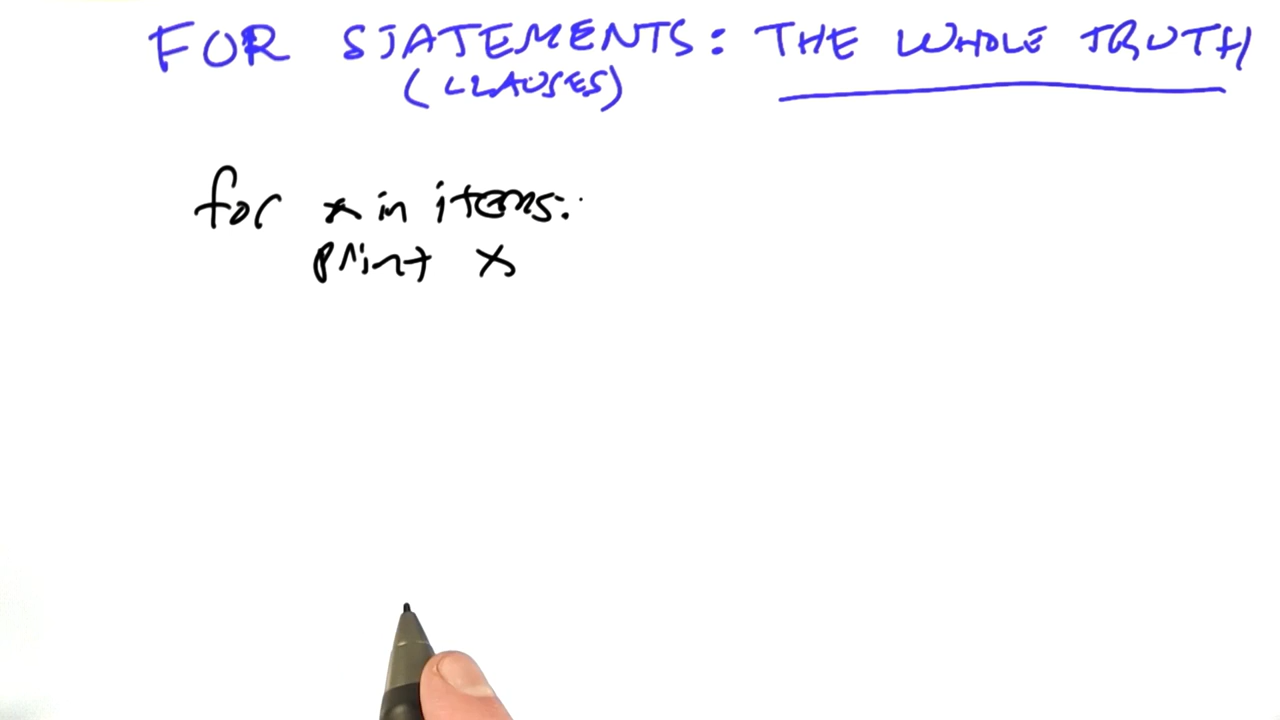 FOR STATEMENTS: THE WHOLE TRUTH
(CLAUSES)
for x in items:
print x